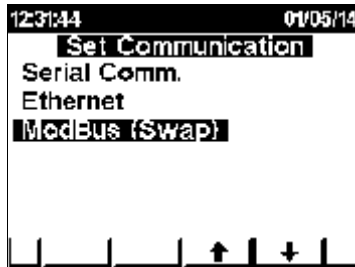 12:31:44 01/05/14
Set Communication
Serial Comm.
Ethernet
ModBus (Swap)